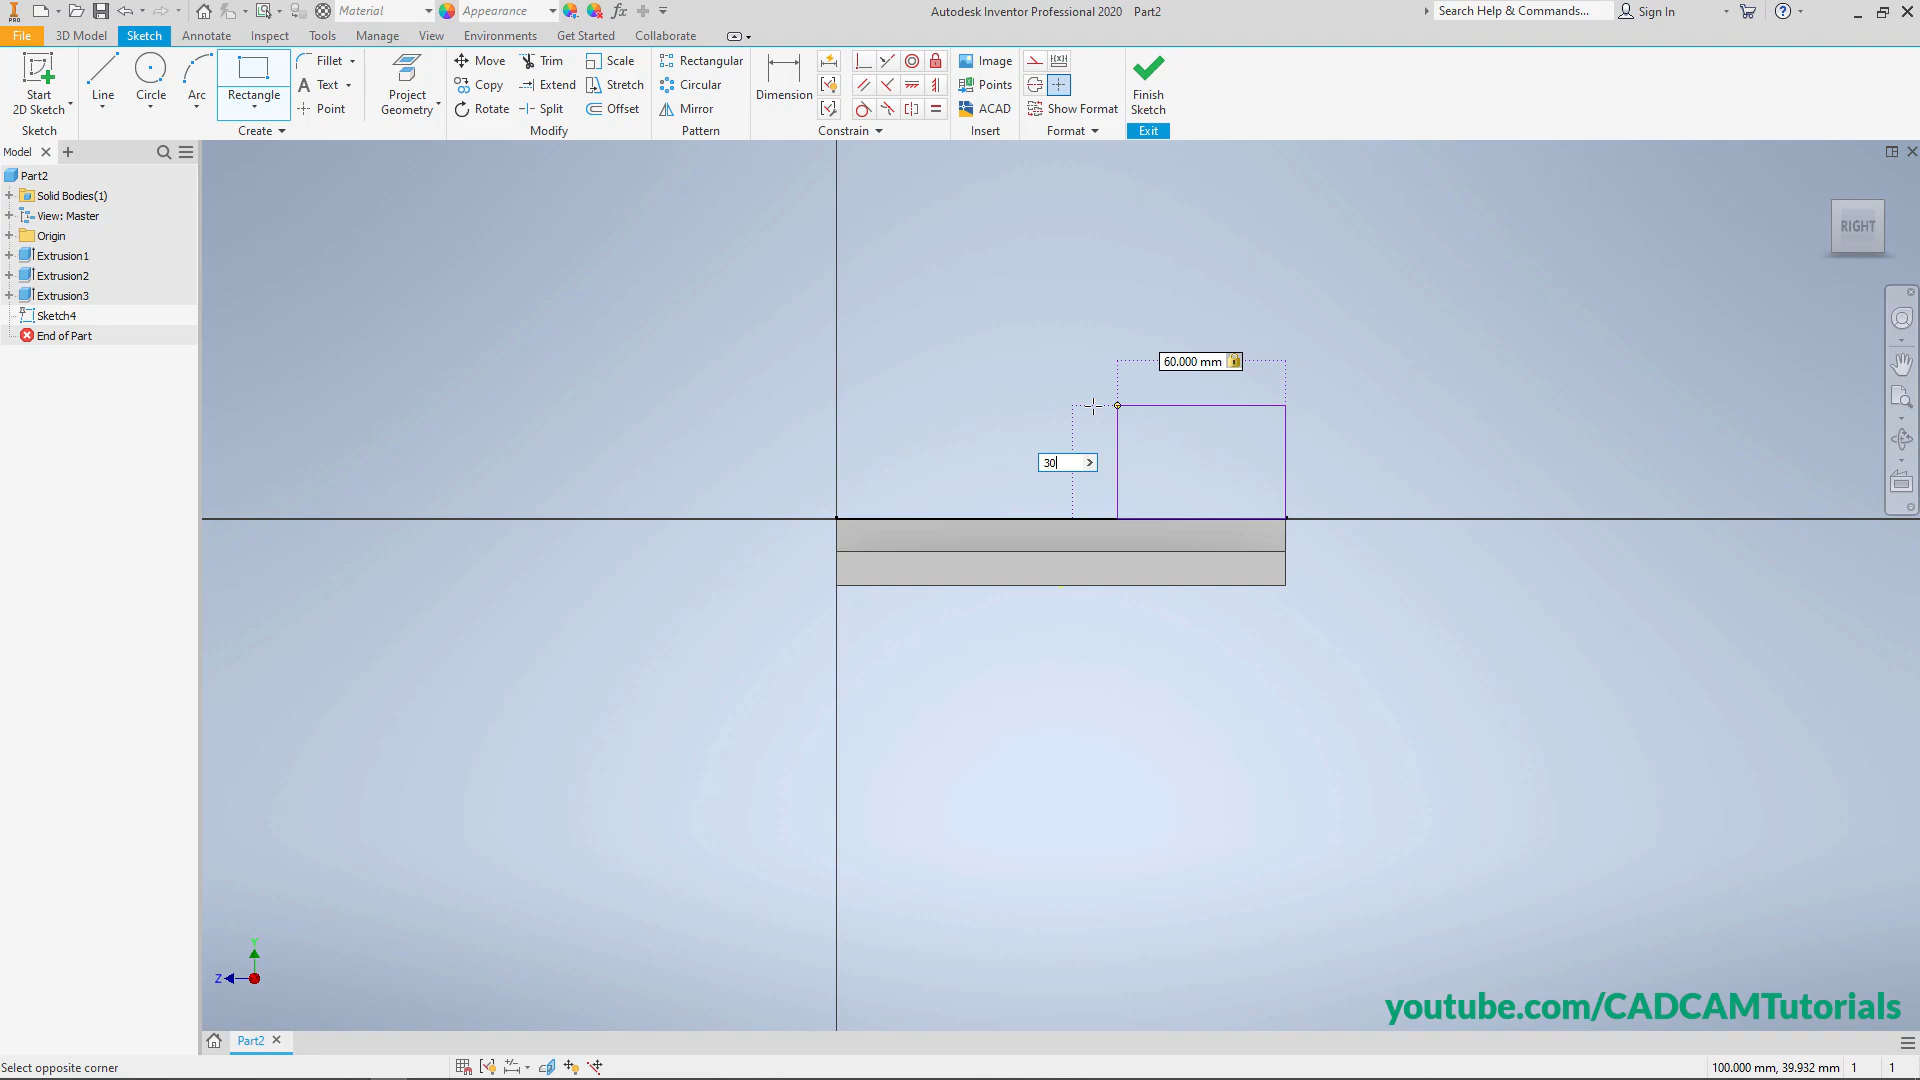 Material
Appearance
Autodesk Inventor Professional 2020 Part2
Search Help & Commands...
Sign In
File 3D Model Sketch Annotate Inspect Tools Manage View Environments Get Started Collaborate
Start
2D Sketch
Line
Circle
Arc
Rectangle
Fillet
Text
Point
Project
Geometry
Move
Copy
Rotate
Trim
Extend
Split
Scale
Stretch
Offset
Rectangular
Circular
Mirror
Dimension
Image
Points
ACAD
Show Format
Finish
Sketch
Sketch Create Modify Pattern Constrain Insert Format Exit
Model
Part2
Solid Bodies(1)
View: Master
Origin
Extrusion1
Extrusion2
Extrusion3
Sketch4
End of Part
RIGHT
60.000 mm
30
Y
Z
youtube.com/CADCAMTutorials
Part2
Select opposite corner
100.000 mm, 39.932 mm 1 1